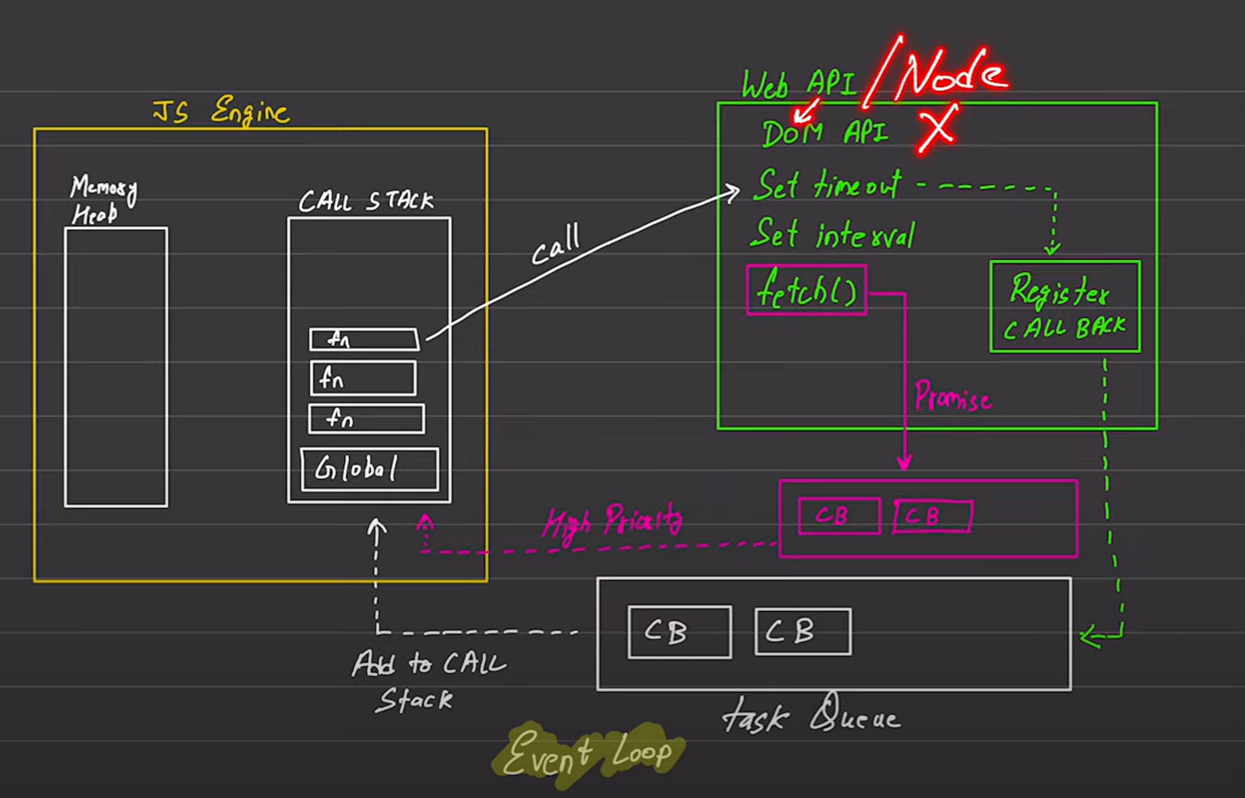 JS Engine
Memory
Heap
CALL STACK
fn
fn
fn
Global
call
Web API / Node
DOM API X
Set timeout
Set interval
fetch()
Register
CALL BACK
Promise
High Priority
CB CB
CB CB
Add to CALL
Stack
task Queue
Event Loop